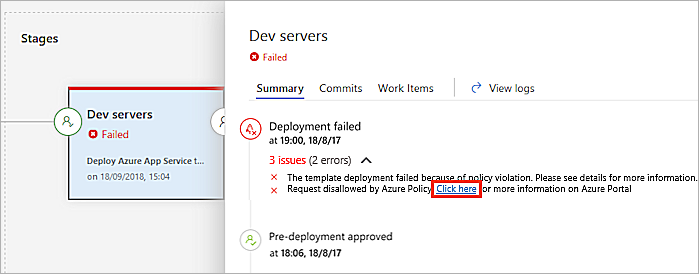 Stages
Dev servers
Failed
Deploy Azure App Service t...
on 18/09/2018, 15:04
Dev servers
Failed
Summary Commits Work Items View logs
Deployment failed
at 19:00, 18/8/17
3 issues (2 errors)
The template deployment failed because of policy violation. Please see details for more information.
Request disallowed by Azure Policy Click here for more information on Azure Portal
Pre-deployment approved
at 18:06, 18/8/17